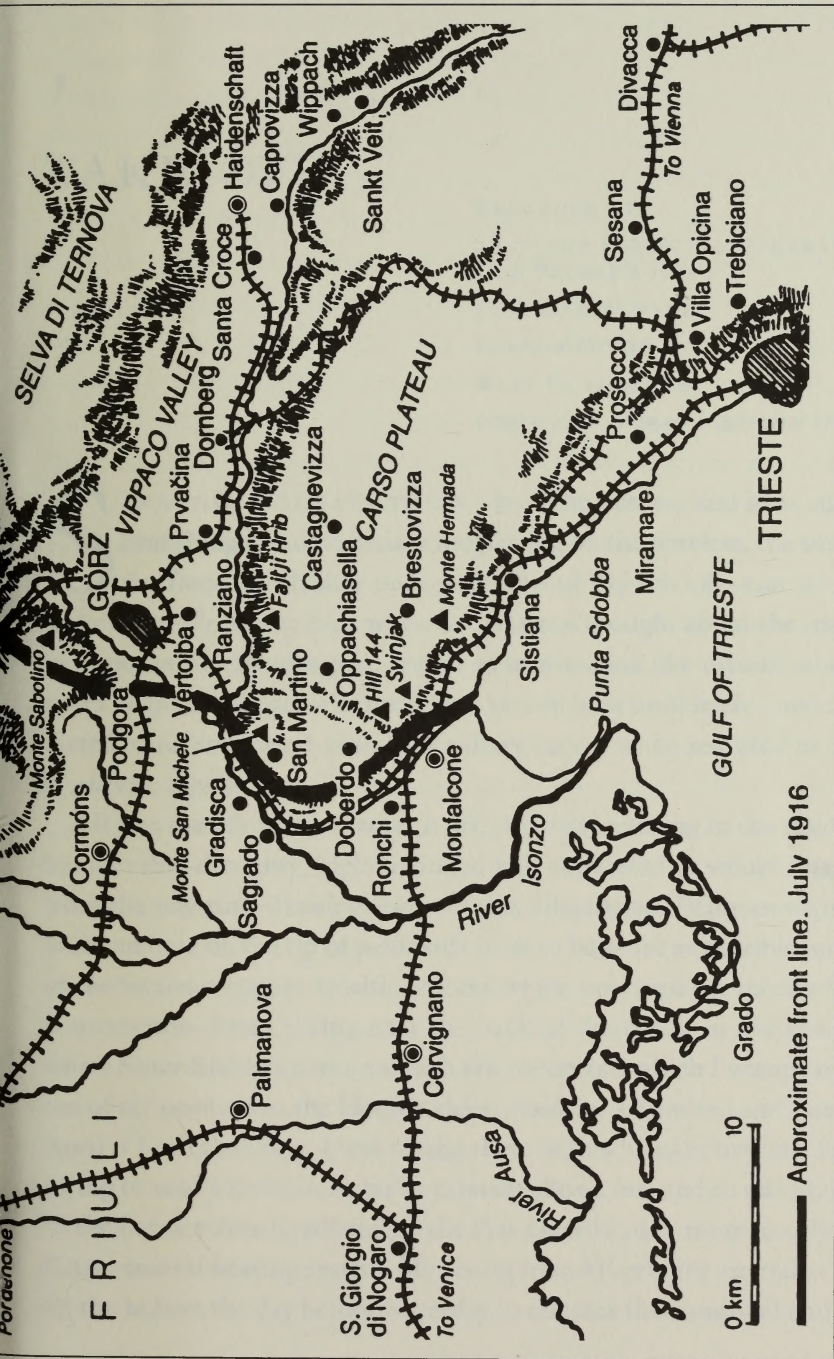 Pordenone)
FRIULI
Palmanova
S. Giorgio
di Nogaro
To Venice
Cervignano
River Ausa
Cormóns
Monte Sabotino
GÖRZ
Podgora
Vertoiba
Monte San Michele
Gradisca
Sagrado
San Martino
Doberdo
Ronchi
Monfalcone
River Isonzo
Grado
SELVA DI TERNOVA
VIPPACO VALLEY
Prvačina
Dornberg
Ranziano
Fajtji Hrib
Castagnevizza
Oppachiasella
Hill 144
Svinjak
Brestovizza
Monte Hermada
CARSO PLATEAU
Santa Croce
Haidenschaft
Caprovizza
Wippach
Sankt Veit
Sistiana
Punta Sdobba
GULF OF TRIESTE
Miramare
Prosecco
TRIESTE
Villa Opicina
Trebiciano
Sesana
Divacca
To Vienna
0 km 10
Approximate front line. July 1916